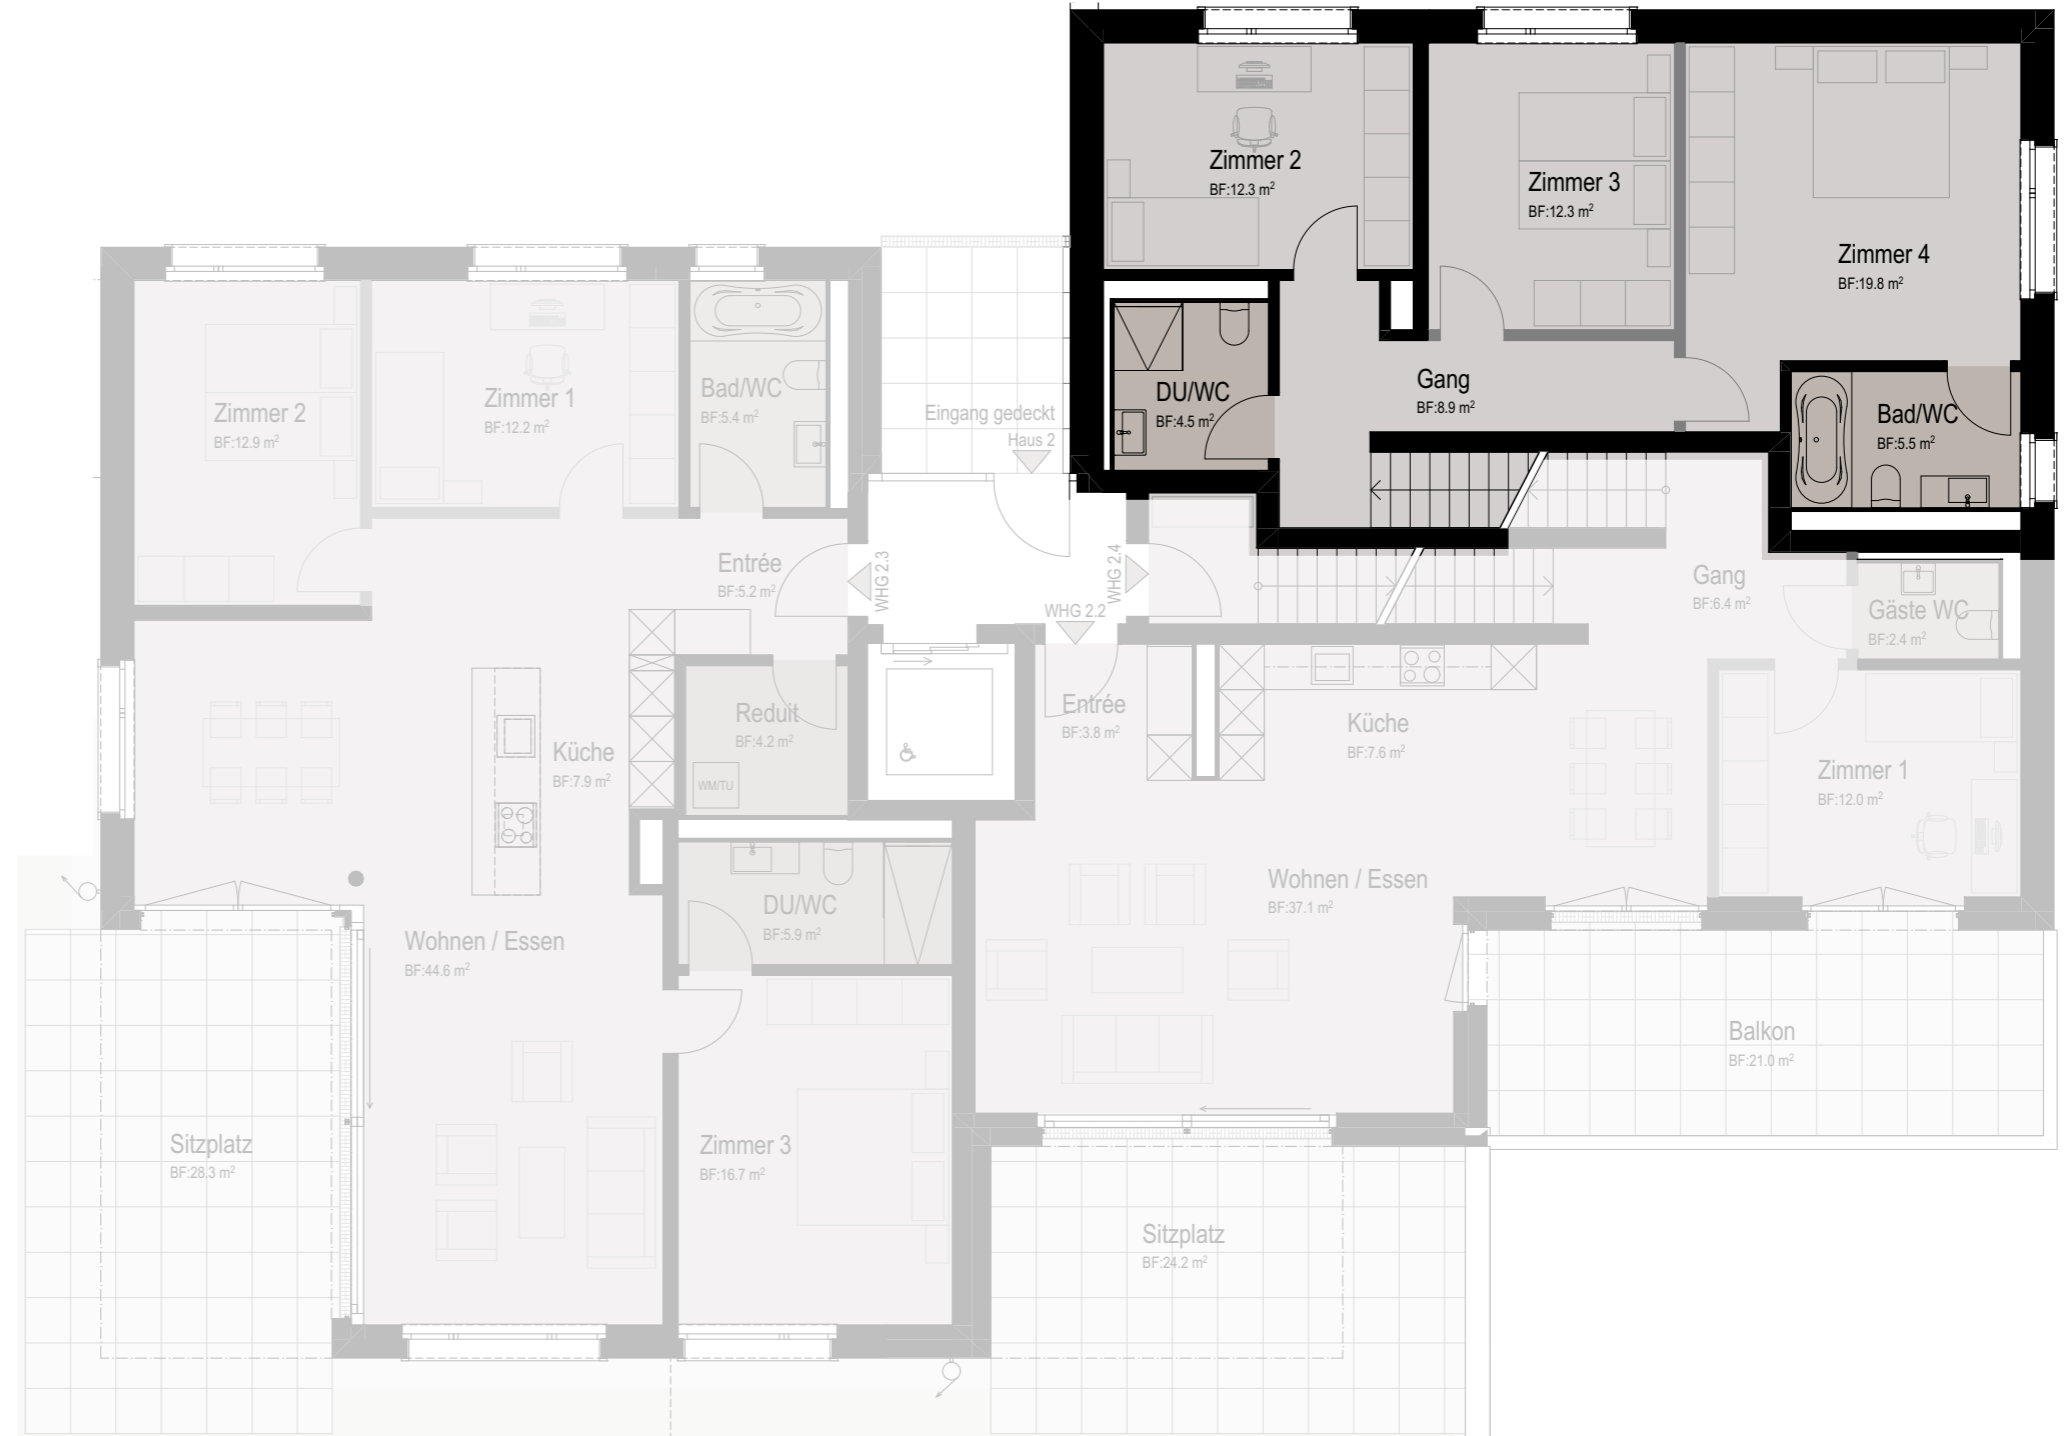 Zimmer 2
BF:12.3 m²
Zimmer 3
BF:12.3 m²
Zimmer 4
BF:19.8 m²
DU/WC
BF:4.5 m²
Gang
BF:8.9 m²
Bad/WC
BF:5.5 m²
Zimmer 2
BF:12.9 m²
Zimmer 1
BF:12.2 m²
Bad/WC
BF:5.4 m²
Eingang gedeckt
Haus 2
Entrée
BF:5.2 m²
WHG 2.3
WHG 2.4
WHG 2.2
Gang
BF:6.4 m²
Gäste WC
BF:2.4 m²
Reduit
BF:4.2 m²
WM/TU
Küche
BF:7.9 m²
Entrée
BF:3.8 m²
Küche
BF:7.6 m²
Zimmer 1
BF:12.0 m²
DU/WC
BF:5.9 m²
Wohnen / Essen
BF:44.6 m²
Wohnen / Essen
BF:37.1 m²
Balkon
BF:21.0 m²
Sitzplatz
BF:28.3 m²
Zimmer 3
BF:16.7 m²
Sitzplatz
BF:24.2 m²